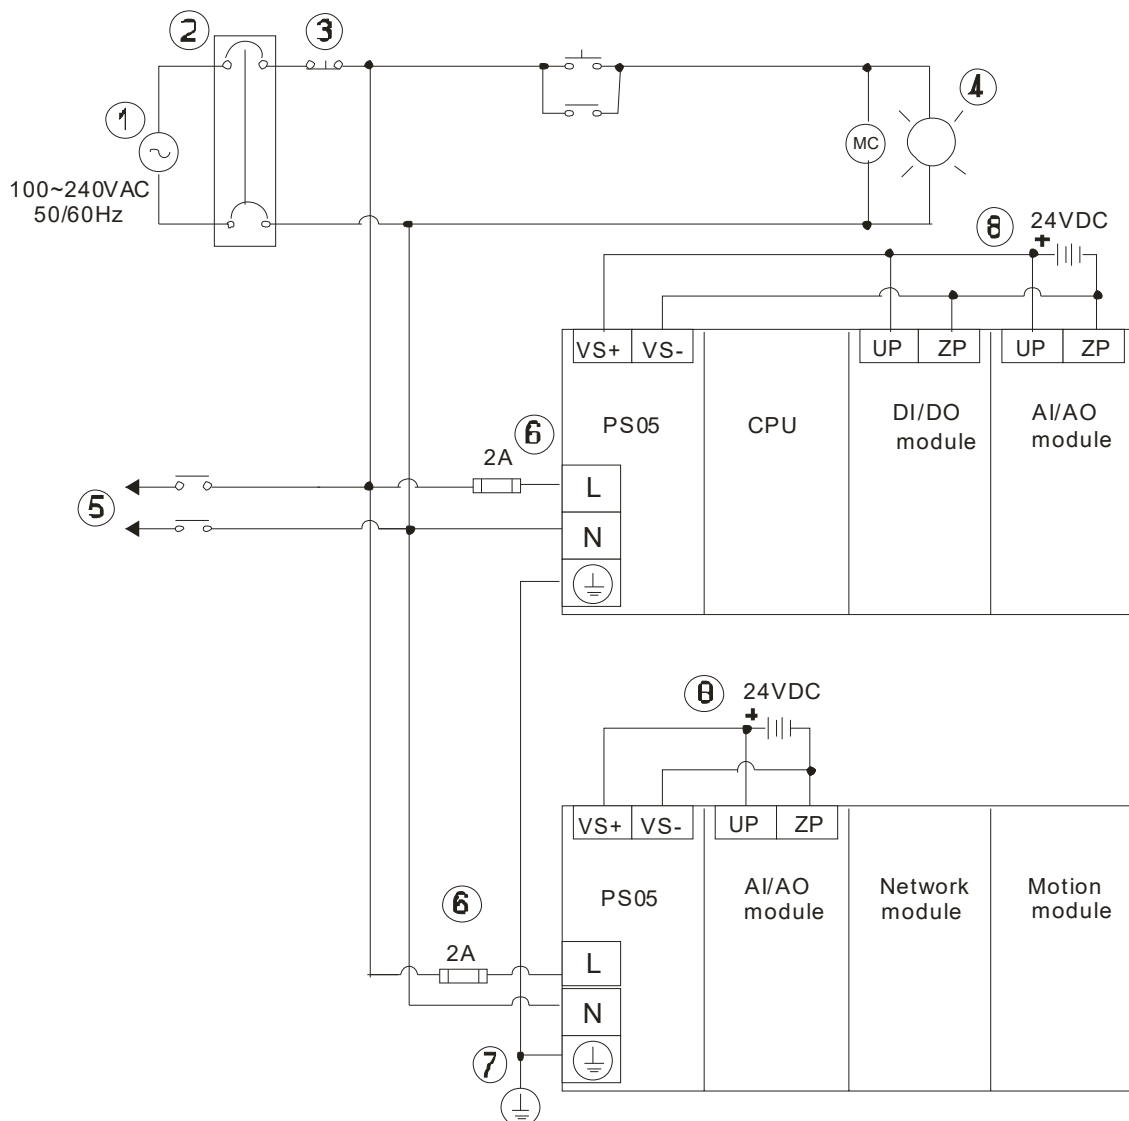 2
3
1
4
100~240VAC
50/60Hz
MC
8
24VDC
+
VS+ VS- UP ZP UP ZP
PS05 CPU DI/DO module AI/AO module
6
2A
5
L
N
8
24VDC
+
VS+ VS- UP ZP
PS05 AI/AO module Network module Motion module
6
2A
L
N
7